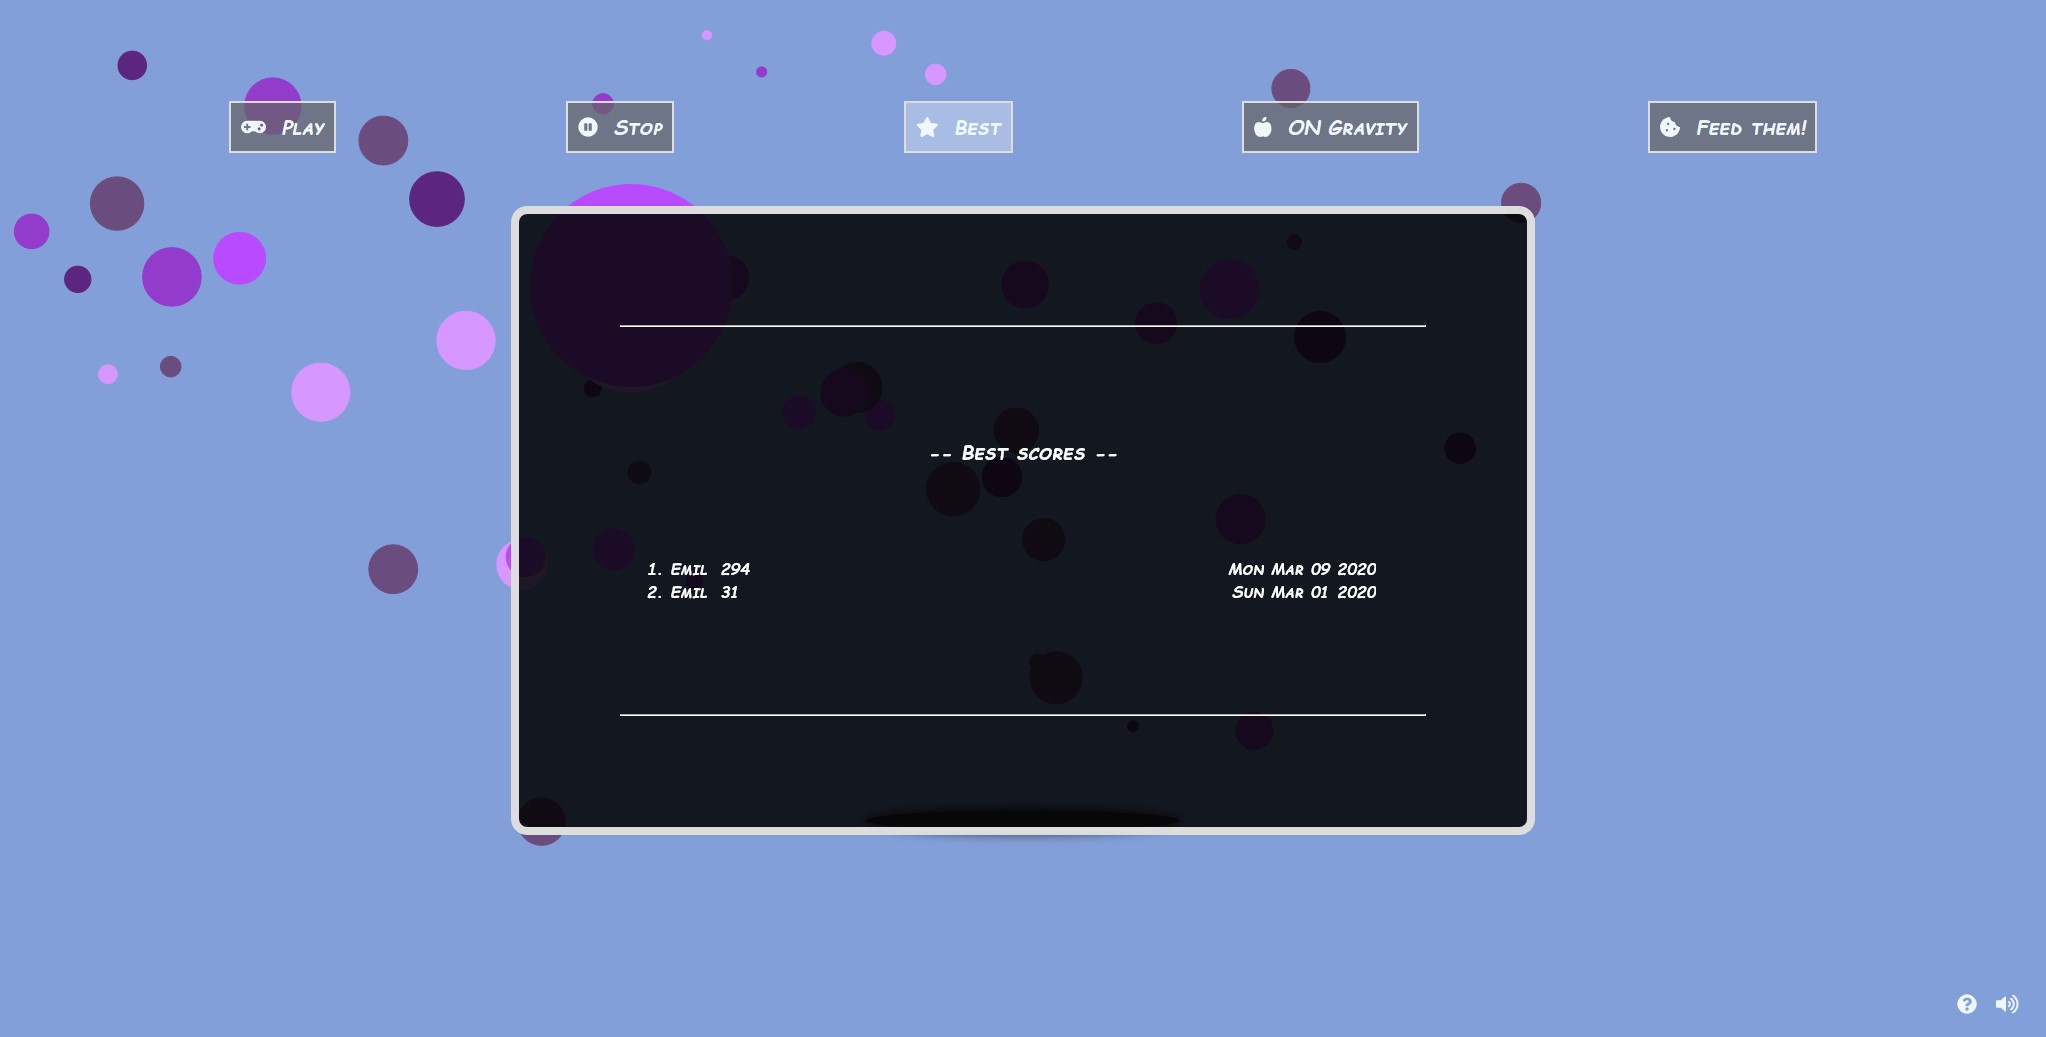 Play
Stop
Best
ON Gravity
Feed them!
-- Best scores --
1. Emil 294 Mon Mar 09 2020
2. Emil 31 Sun Mar 01 2020